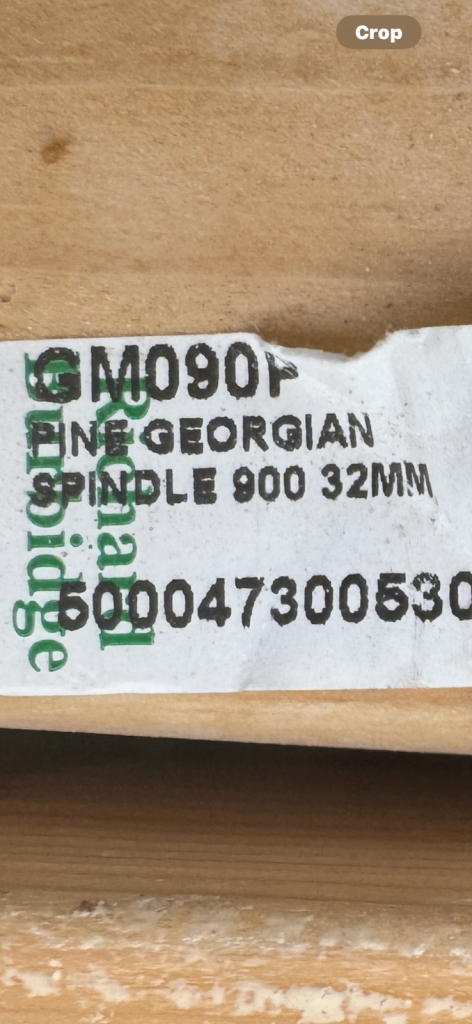 Crop
GM090P
PINE GEORGIAN
SPINDLE 900 32MM
500047300530
Richard
Burbidge